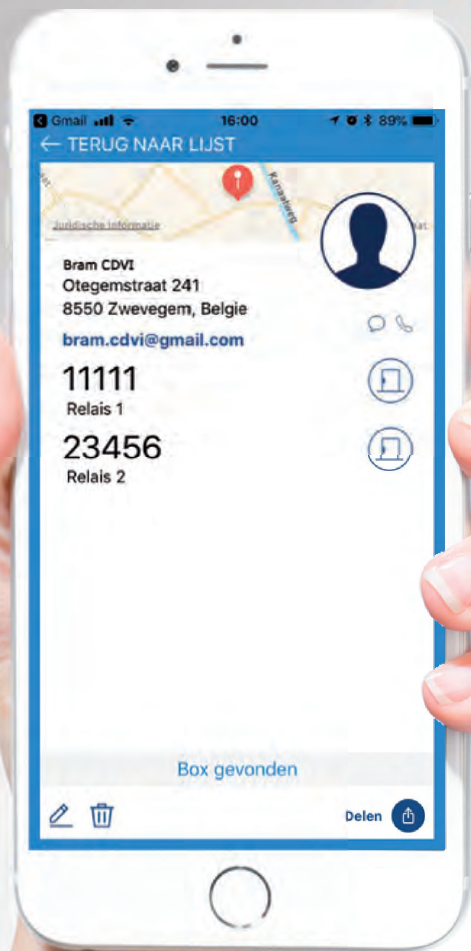 Gmail
16:00
89%
← TERUG NAAR LIJST
Kanaalweg
Juridische informatie
Bram CDVI
Otegemstraat 241
8550 Zwevegem, Belgie
bram.cdvi@gmail.com
11111
Relais 1
23456
Relais 2
Box gevonden
Delen